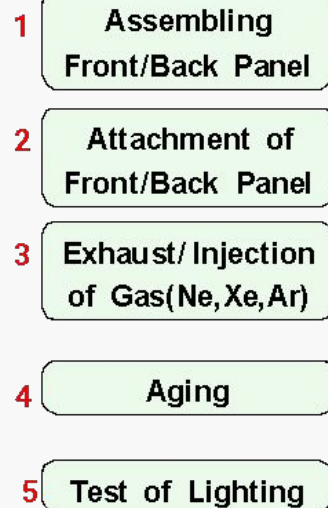 1 Assembling
Front/Back Panel
2 Attachment of
Front/Back Panel
3 Exhaust/Injection
of Gas(Ne,Xe,Ar)
4 Aging
5 Test of Lighting